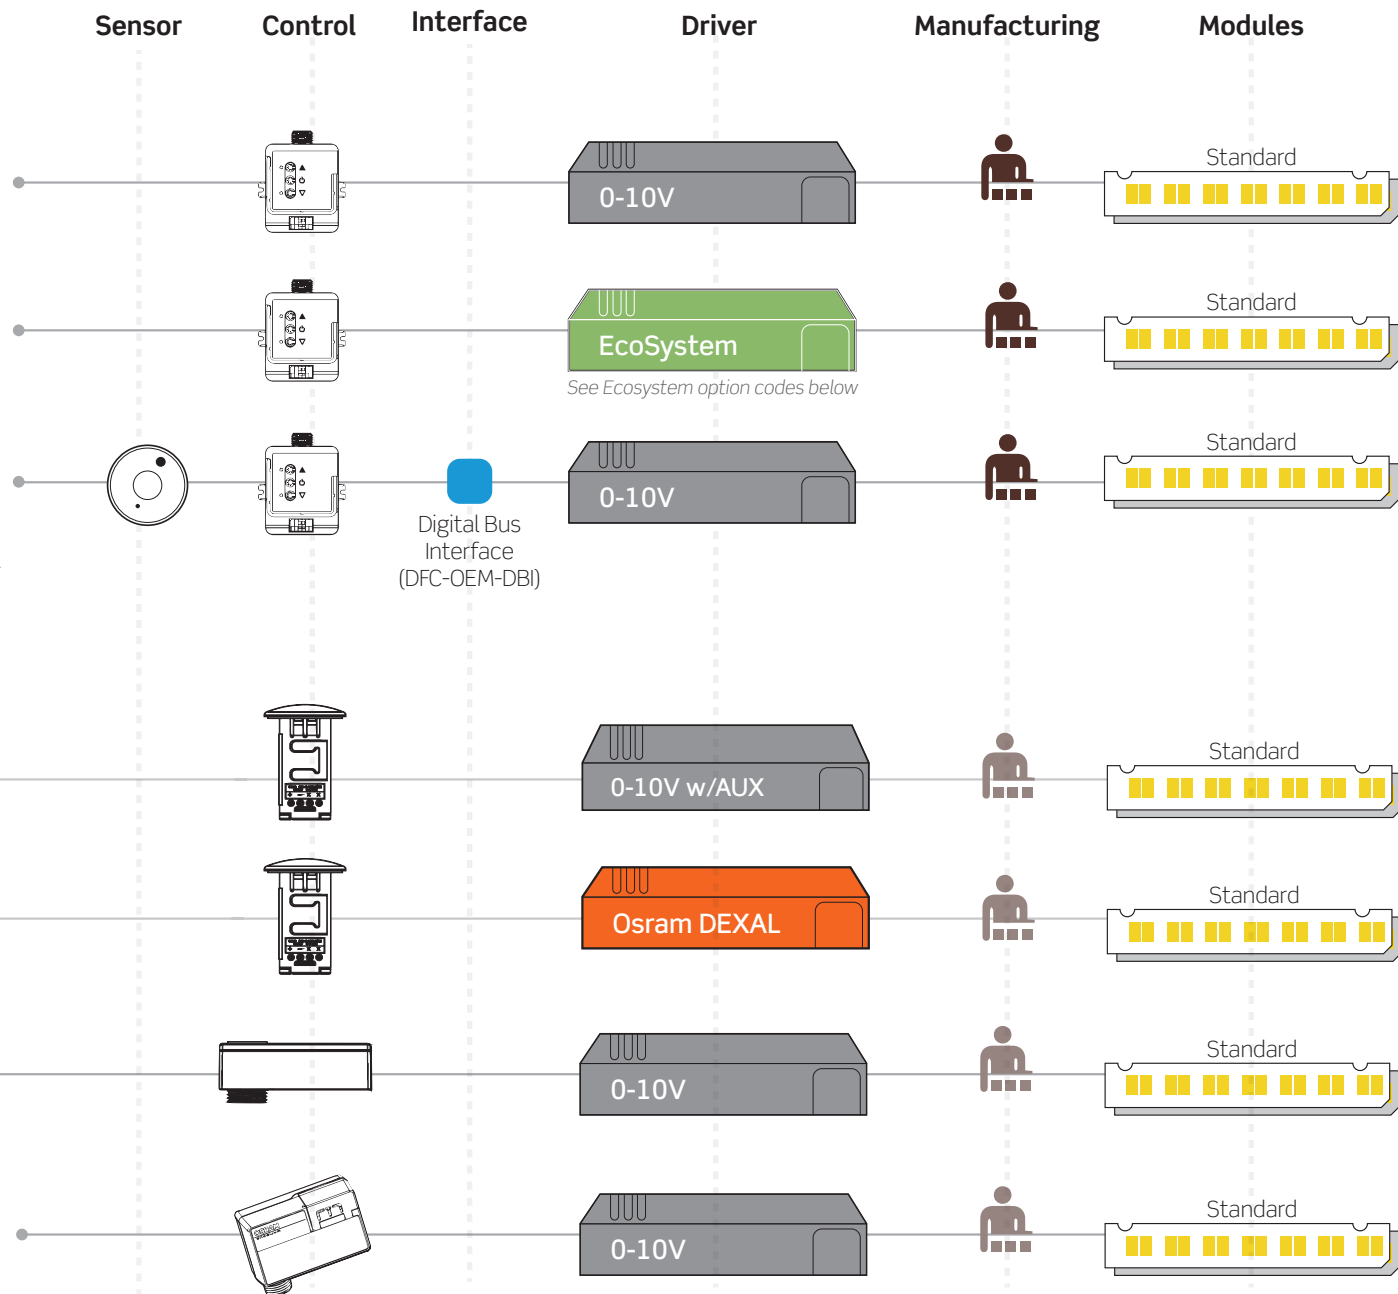 Sensor Control Interface Driver Manufacturing Modules
0-10V
Standard
EcoSystem
See Ecosystem option codes below
Standard
Digital Bus
Interface
(DFC-OEM-DBI)
0-10V
Standard
0-10V w/AUX
Standard
Osram DEXAL
Standard
0-10V
Standard
0-10V
Standard